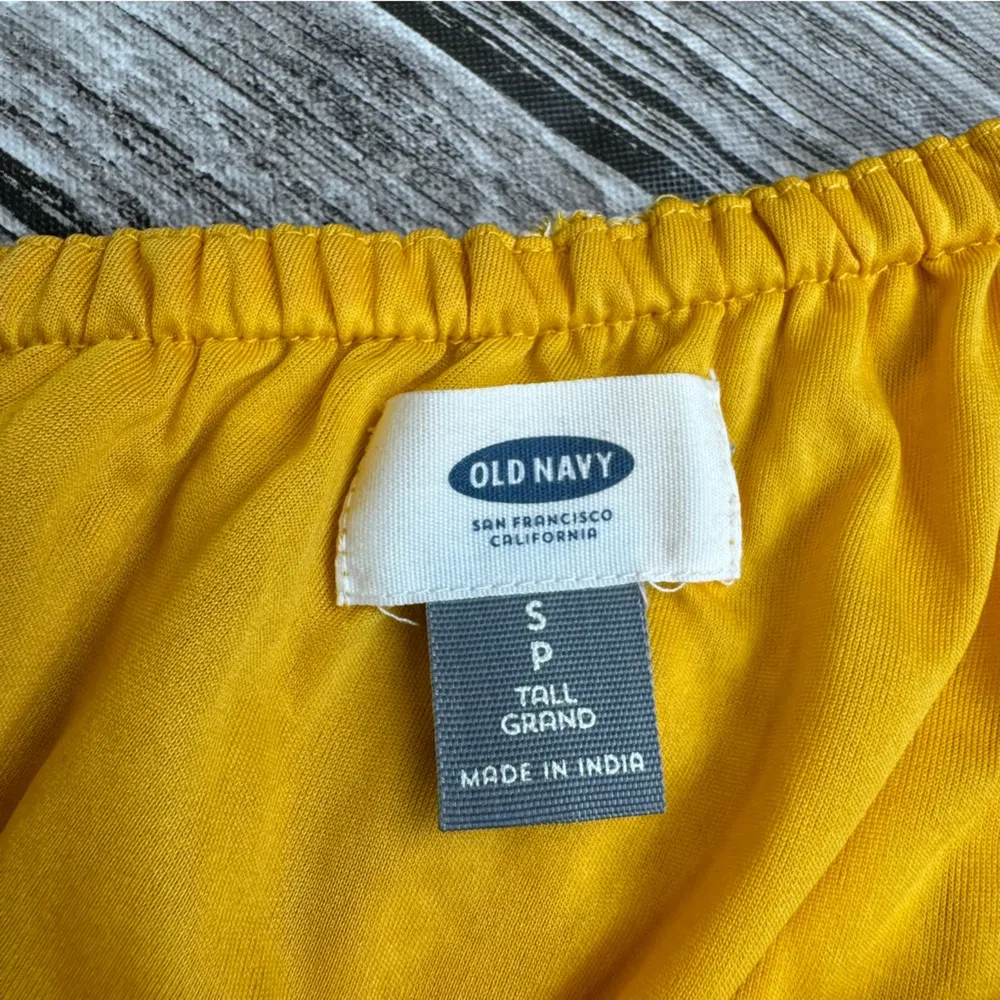 OLD NAVY
SAN FRANCISCO
CALIFORNIA
S
P
TALL
GRAND
MADE IN INDIA